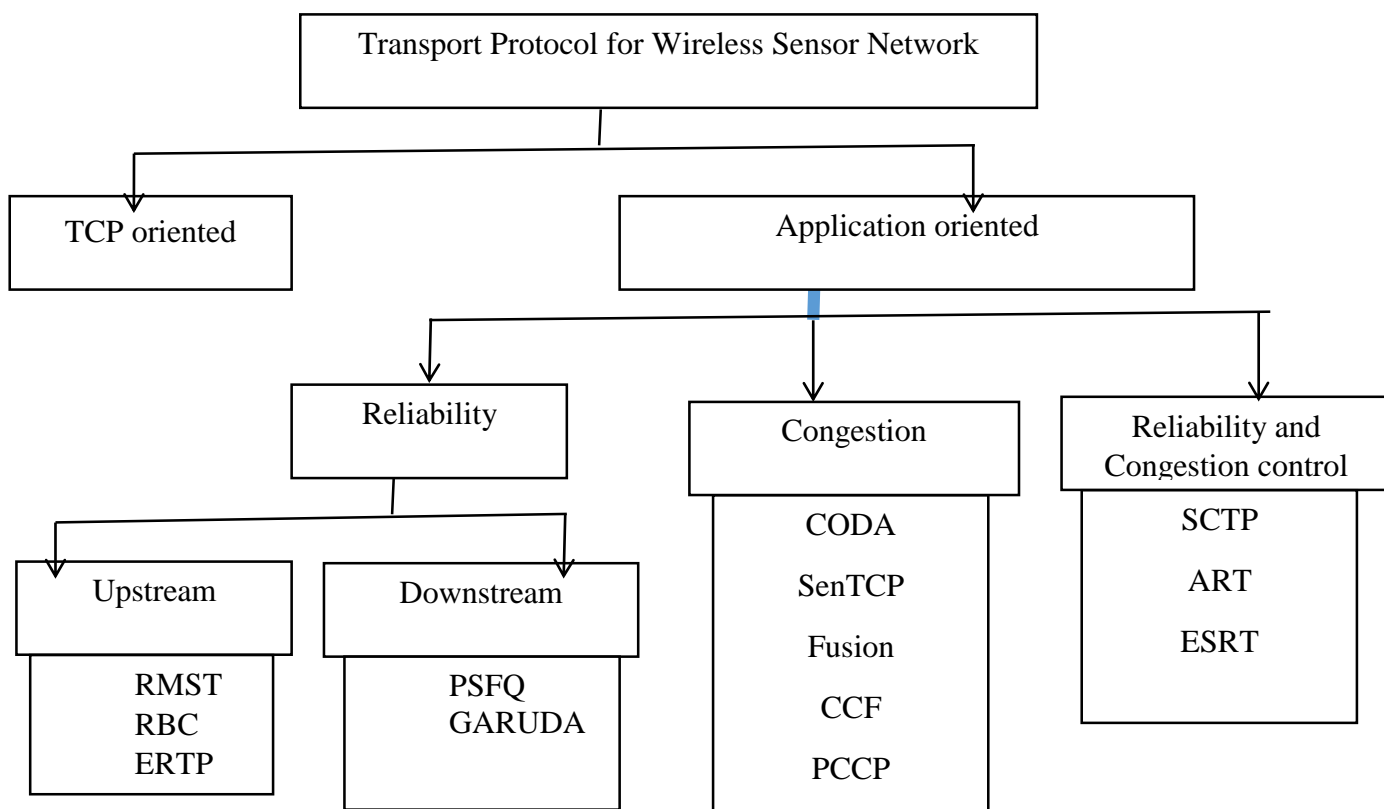 Transport Protocol for Wireless Sensor Network
TCP oriented
Application oriented
Reliability
Congestion
Reliability and
Congestion control
Upstream
Downstream
RMST
RBC
ERTP
PSFQ
GARUDA
CODA
SenTCP
Fusion
CCF
PCCP
SCTP
ART
ESRT